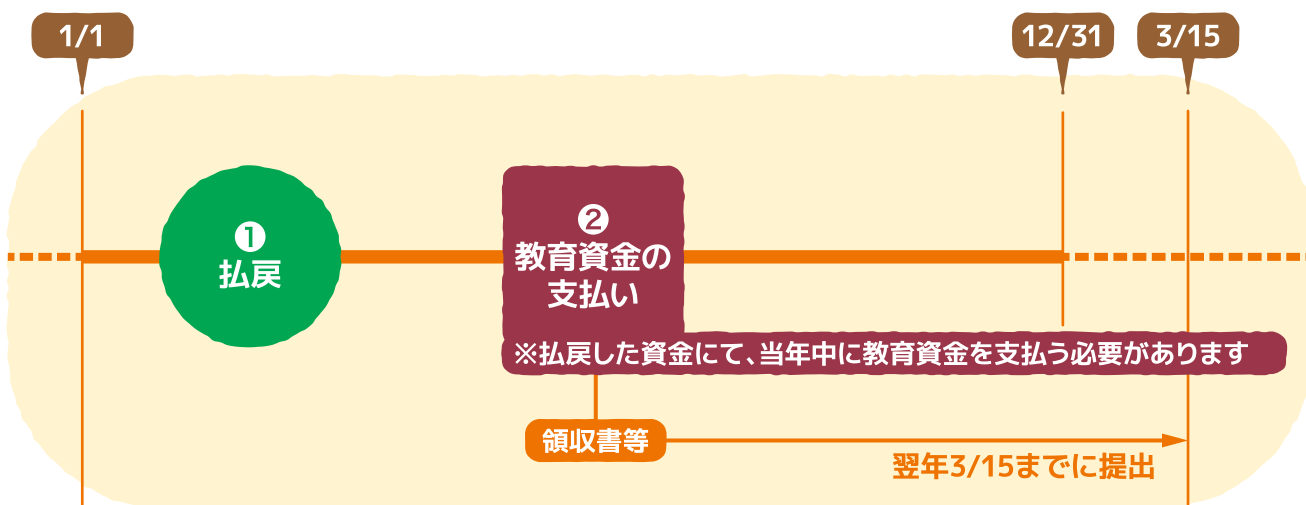 1/1
12/31
3/15
❶
払戻
❷
教育資金の
支払い
※払戻した資金にて、当年中に教育資金を支払う必要があります
領収書等
翌年3/15までに提出